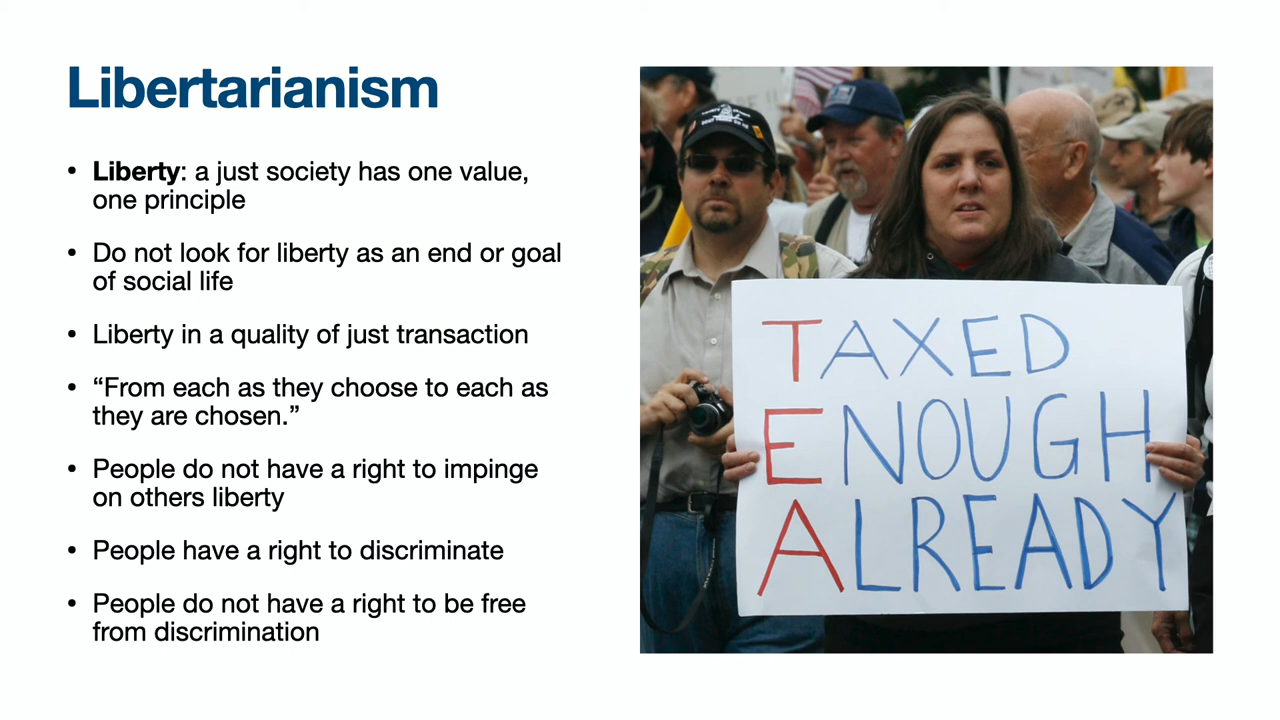 Libertarianism
• Liberty: a just society has one value,
one principle
• Do not look for liberty as an end or goal
of social life
• Liberty in a quality of just transaction
• “From each as they choose to each as
they are chosen.”
• People do not have a right to impinge
on others liberty
• People have a right to discriminate
• People do not have a right to be free
from discrimination
TAXED
ENOUGH
ALREADY